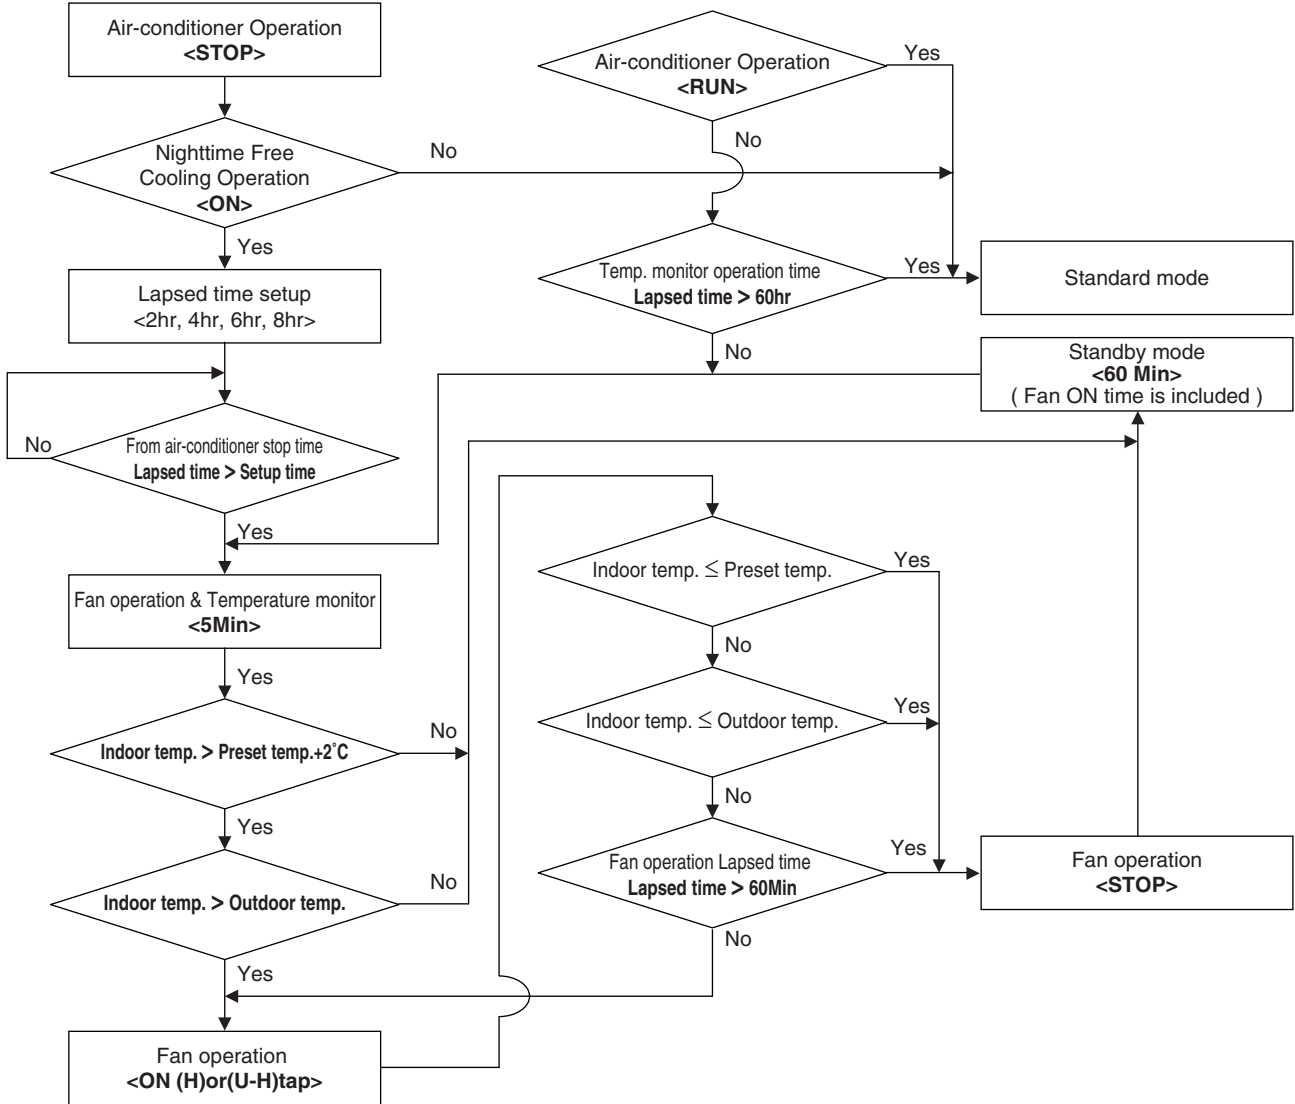 Air-conditioner Operation
<STOP>
Nighttime Free
Cooling Operation
<ON>
No
Yes
Lapsed time setup
<2hr, 4hr, 6hr, 8hr>
No
From air-conditioner stop time
Lapsed time > Setup time
Yes
Fan operation & Temperature monitor
<5Min>
Yes
Indoor temp. > Preset temp.+2°C
No
Yes
Indoor temp. > Outdoor temp.
No
Yes
Fan operation
<ON (H)or(U-H)tap>
Air-conditioner Operation
<RUN>
Yes
No
Temp. monitor operation time
Lapsed time > 60hr
Yes
No
Standard mode
Standby mode
<60 Min>
( Fan ON time is included )
Indoor temp. ≤ Preset temp.
Yes
No
Indoor temp. ≤ Outdoor temp.
Yes
No
Fan operation Lapsed time
Lapsed time > 60Min
Yes
No
Fan operation
<STOP>